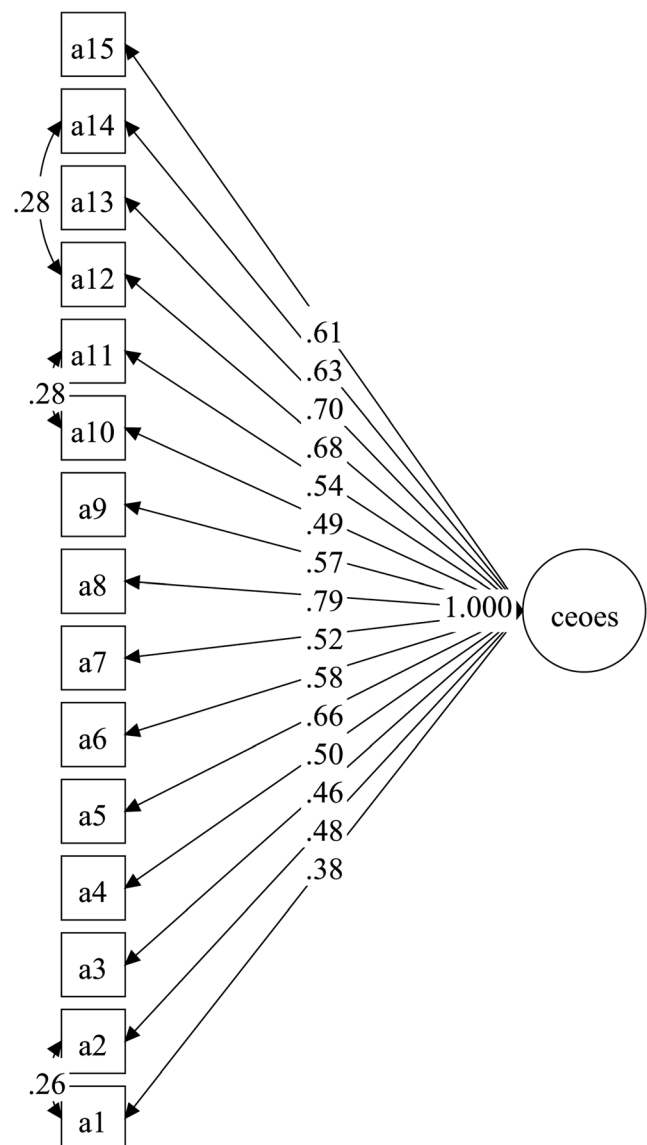 a15
a14
.28
a13
a12
.61
a11
.63
.28
.70
a10
.68
.54
a9
.49
.57
a8
.79
1.000
ceoes
.52
a7
.58
a6
.66
.50
a5
.46
.48
a4
.38
a3
a2
.26
a1